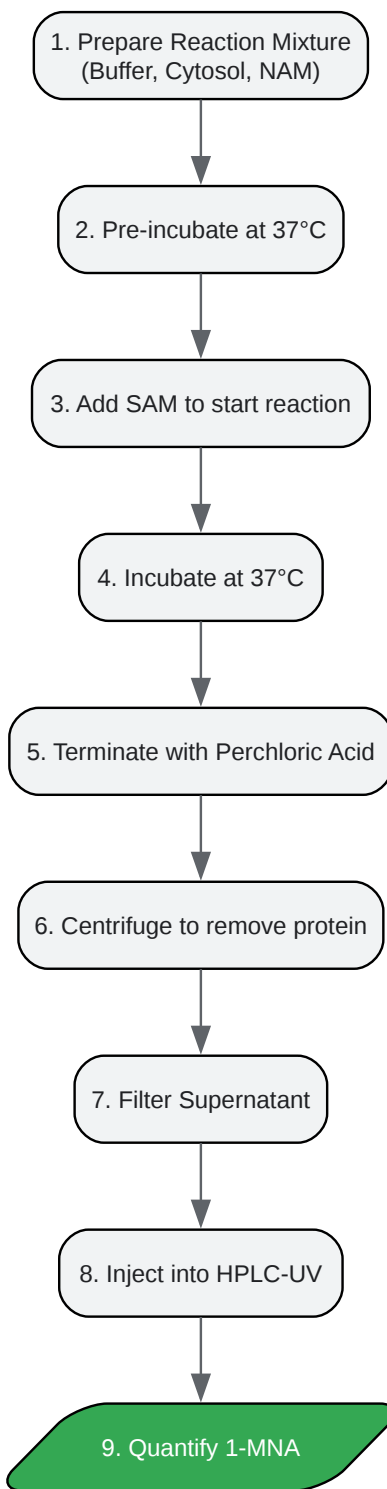 1. Prepare Reaction Mixture
(Buffer, Cytosol, NAM)
2. Pre-incubate at 37°C
3. Add SAM to start reaction
4. Incubate at 37°C
5. Terminate with Perchloric Acid
6. Centrifuge to remove protein
7. Filter Supernatant
8. Inject into HPLC-UV
9. Quantify 1-MNA